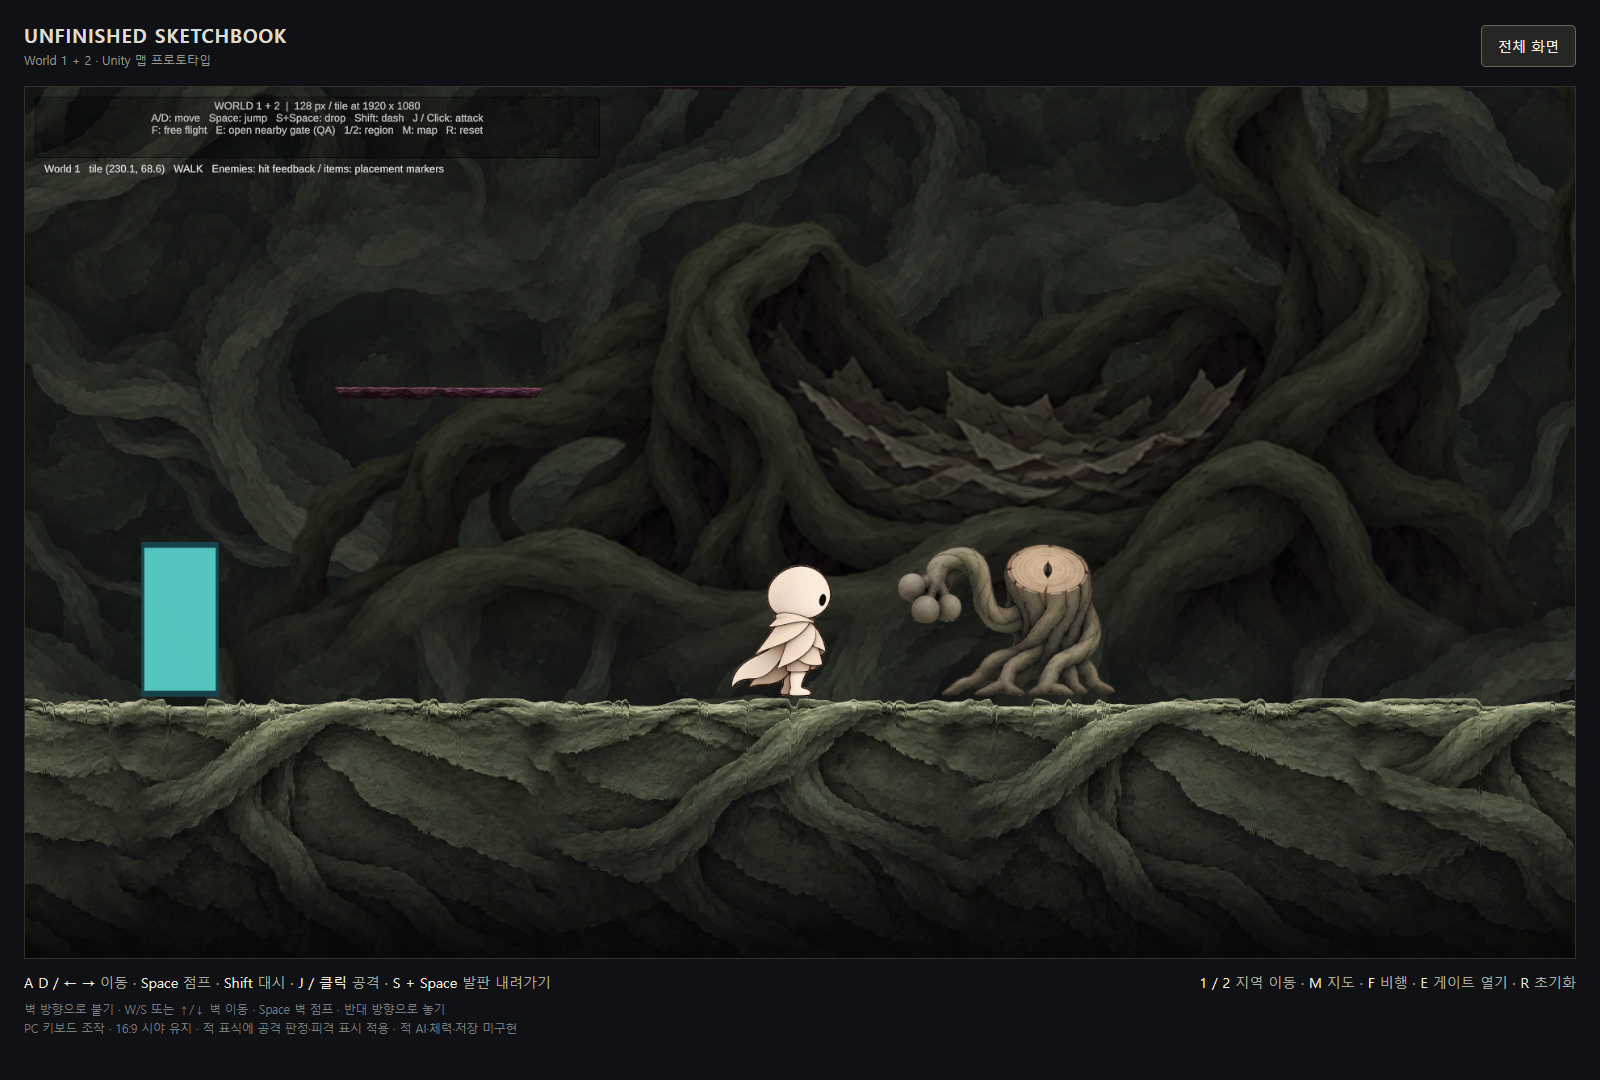 UNFINISHED SKETCHBOOK
World 1 + 2 · Unity 맵 프로토타입
전체 화면
WORLD 1 + 2 | 128 px / tile at 1920 x 1080
A/D: move Space: jump S+Space: drop Shift: dash J / Click: attack
F: free flight E: open nearby gate (QA) 1/2: region M: map R: reset
World 1 tile (230.1, 68.6) WALK Enemies: hit feedback / items: placement markers
A D / ← → 이동 · Space 점프 · Shift 대시 · J / 클릭 공격 · S + Space 발판 내려가기
1 / 2 지역 이동 · M 지도 · F 비행 · E 게이트 열기 · R 초기화
벽 방향으로 붙기 · W/S 또는 ↑/↓ 벽 이동 · Space 벽 점프 · 반대 방향으로 놓기
PC 키보드 조작 · 16:9 시야 유지 · 적 표식에 공격 판정·피격 표시 적용 · 적 AI·체력·저장 미구현